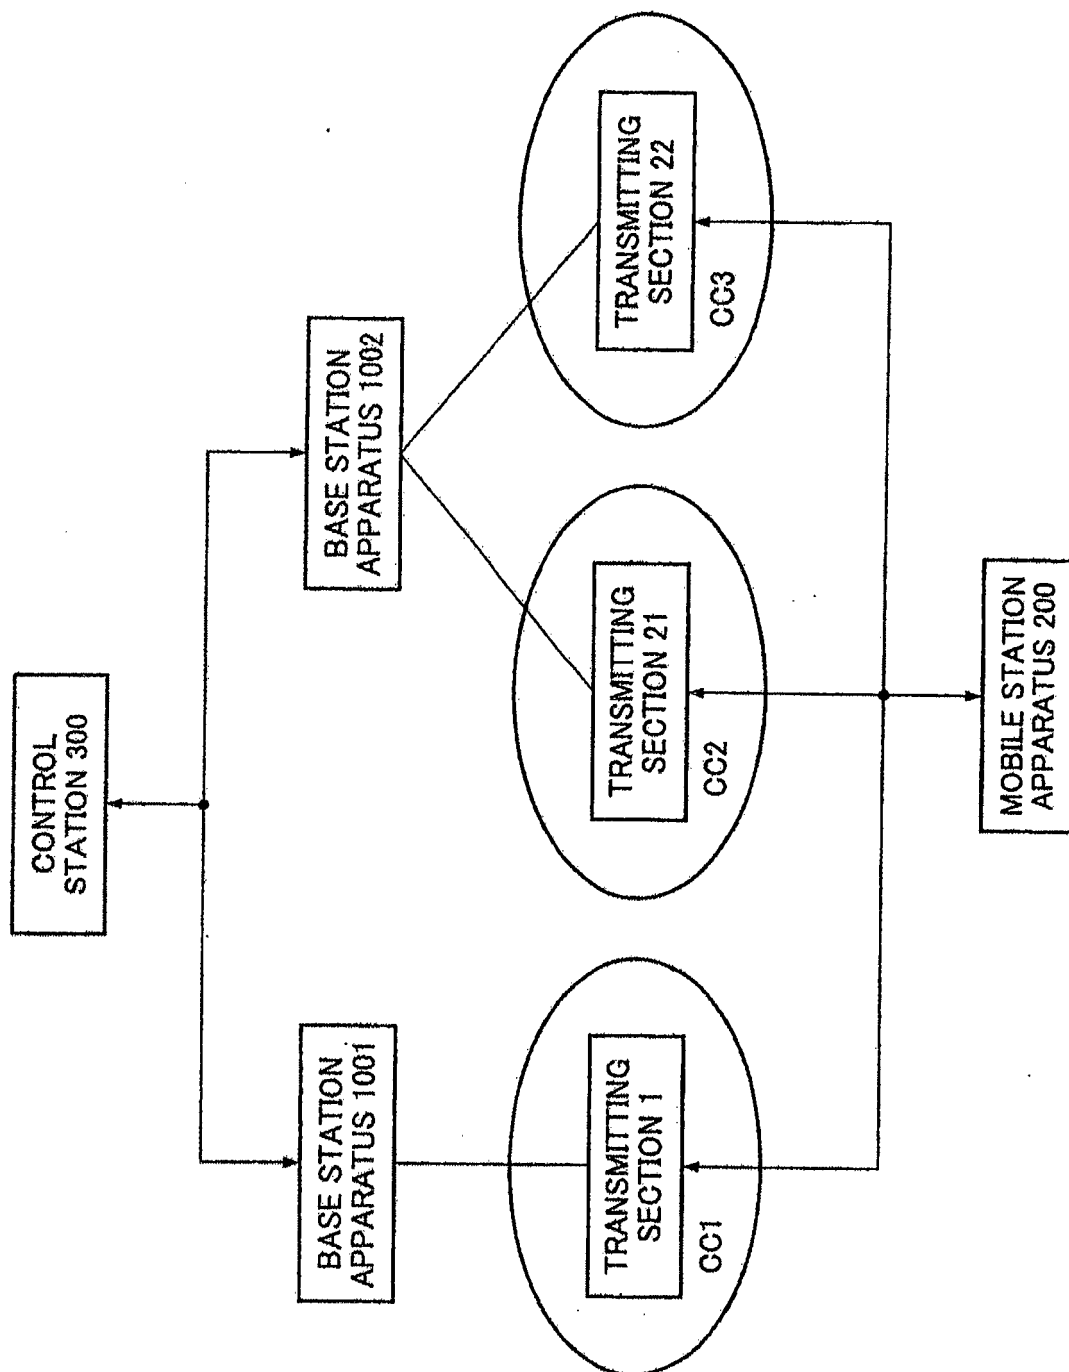 CONTROL
STATION 300
BASE STATION
APPARATUS 1001
BASE STATION
APPARATUS 1002
TRANSMITTING
SECTION 1
CC1
TRANSMITTING
SECTION 21
CC2
TRANSMITTING
SECTION 22
CC3
MOBILE STATION
APPARATUS 200